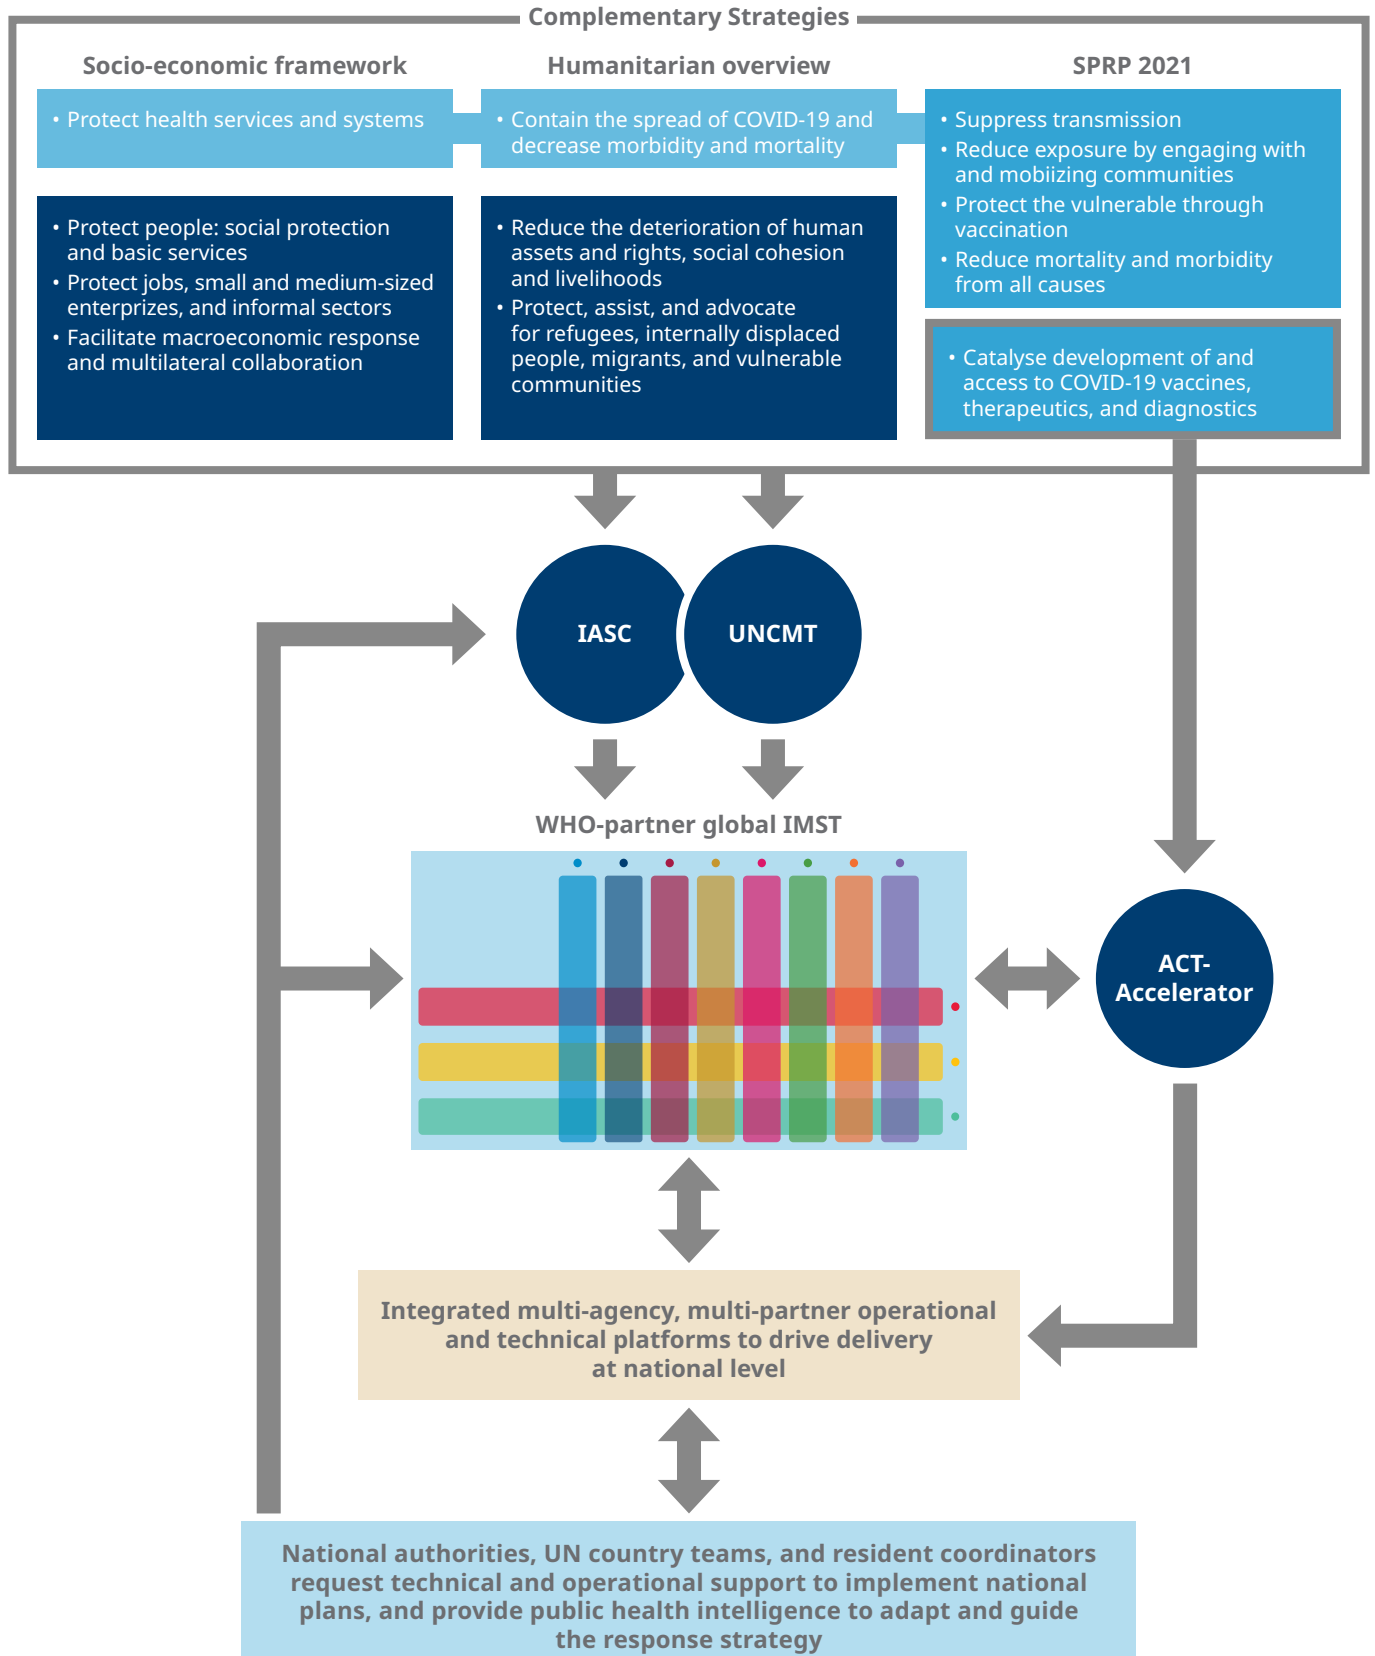 Complementary Strategies
Socio-economic framework
• Protect health services and systems
• Protect people: social protection
and basic services
• Protect jobs, small and medium-sized
enterprizes, and informal sectors
• Facilitate macroeconomic response
and multilateral collaboration
Humanitarian overview
• Contain the spread of COVID-19 and
decrease morbidity and mortality
• Reduce the deterioration of human
assets and rights, social cohesion
and livelihoods
• Protect, assist, and advocate
for refugees, internally displaced
people, migrants, and vulnerable
communities
SPRP 2021
• Suppress transmission
• Reduce exposure by engaging with
and mobiizing communities
• Protect the vulnerable through
vaccination
• Reduce mortality and morbidity
from all causes
• Catalyse development of and
access to COVID-19 vaccines,
therapeutics, and diagnostics
IASC
UNCMT
WHO-partner global IMST
ACT-
Accelerator
Integrated multi-agency, multi-partner operational
and technical platforms to drive delivery
at national level
National authorities, UN country teams, and resident coordinators
request technical and operational support to implement national
plans, and provide public health intelligence to adapt and guide
the response strategy